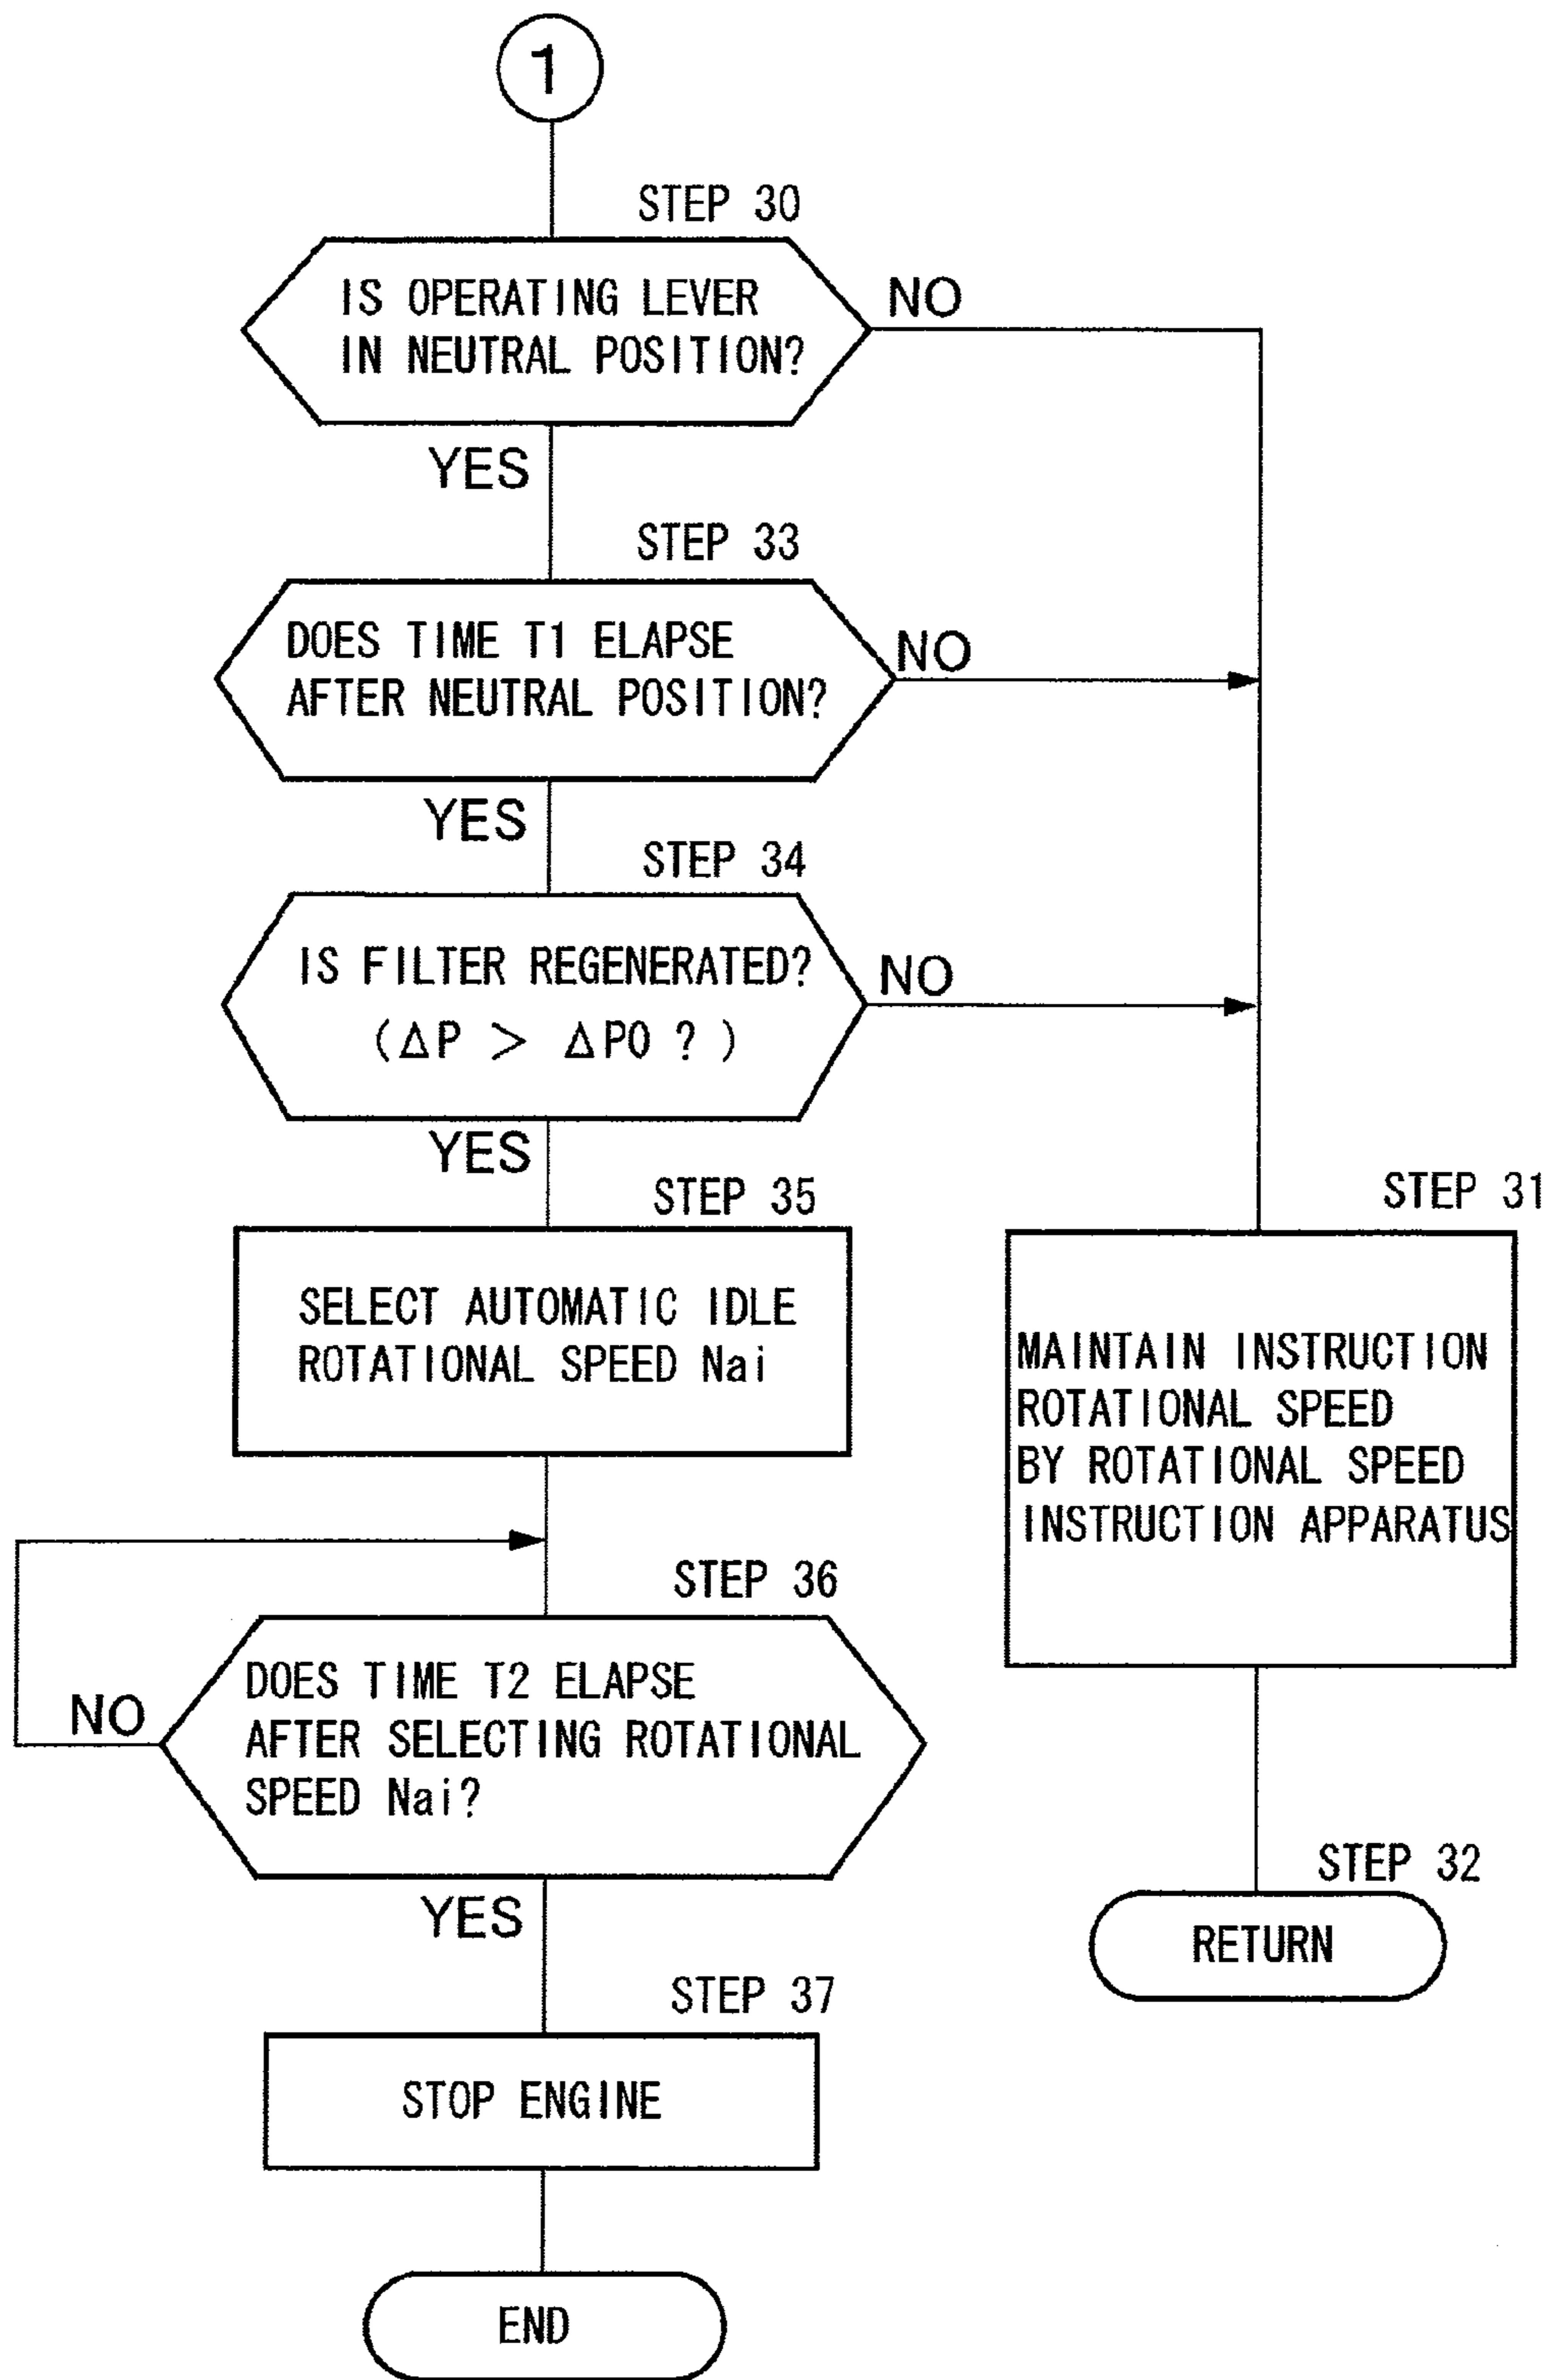 1
STEP 30
IS OPERATING LEVER
IN NEUTRAL POSITION?
NO
YES
STEP 33
DOES TIME T1 ELAPSE
AFTER NEUTRAL POSITION?
NO
YES
STEP 34
IS FILTER REGENERATED?
(ΔP > ΔP0 ?)
NO
YES
STEP 35
SELECT AUTOMATIC IDLE
ROTATIONAL SPEED Nai
STEP 31
MAINTAIN INSTRUCTION
ROTATIONAL SPEED
BY ROTATIONAL SPEED
INSTRUCTION APPARATUS
STEP 36
DOES TIME T2 ELAPSE
AFTER SELECTING ROTATIONAL
SPEED Nai?
NO
YES
STEP 32
RETURN
STEP 37
STOP ENGINE
END